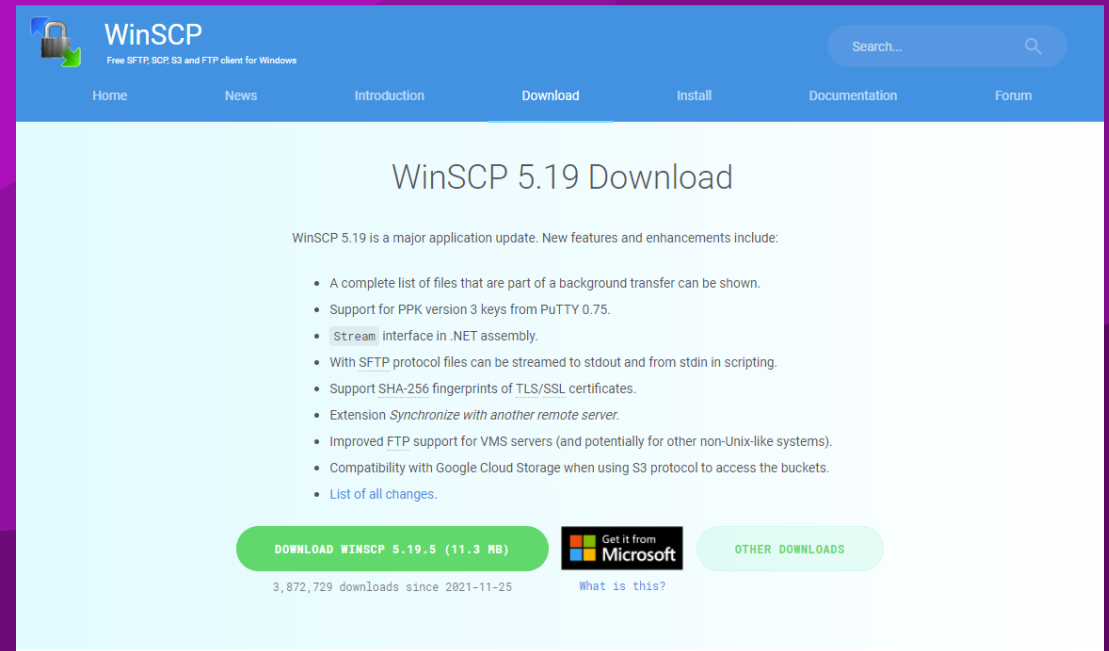 WinSCP
Free SFTP, SCP, S3 and FTP client for Windows
Search...
Home News Introduction Download Install Documentation Forum
WinSCP 5.19 Download
WinSCP 5.19 is a major application update. New features and enhancements include:
A complete list of files that are part of a background transfer can be shown.
Support for PPK version 3 keys from PuTTY 0.75.
Stream interface in .NET assembly.
With SFTP protocol files can be streamed to stdout and from stdin in scripting.
Support SHA-256 fingerprints of TLS/SSL certificates.
Extension Synchronize with another remote server.
Improved FTP support for VMS servers (and potentially for other non-Unix-like systems).
Compatibility with Google Cloud Storage when using S3 protocol to access the buckets.
List of all changes.
DOWNLOAD WINSCP 5.19.5 (11.3 MB)
3,872,729 downloads since 2021-11-25
Get it from
Microsoft
What is this?
OTHER DOWNLOADS